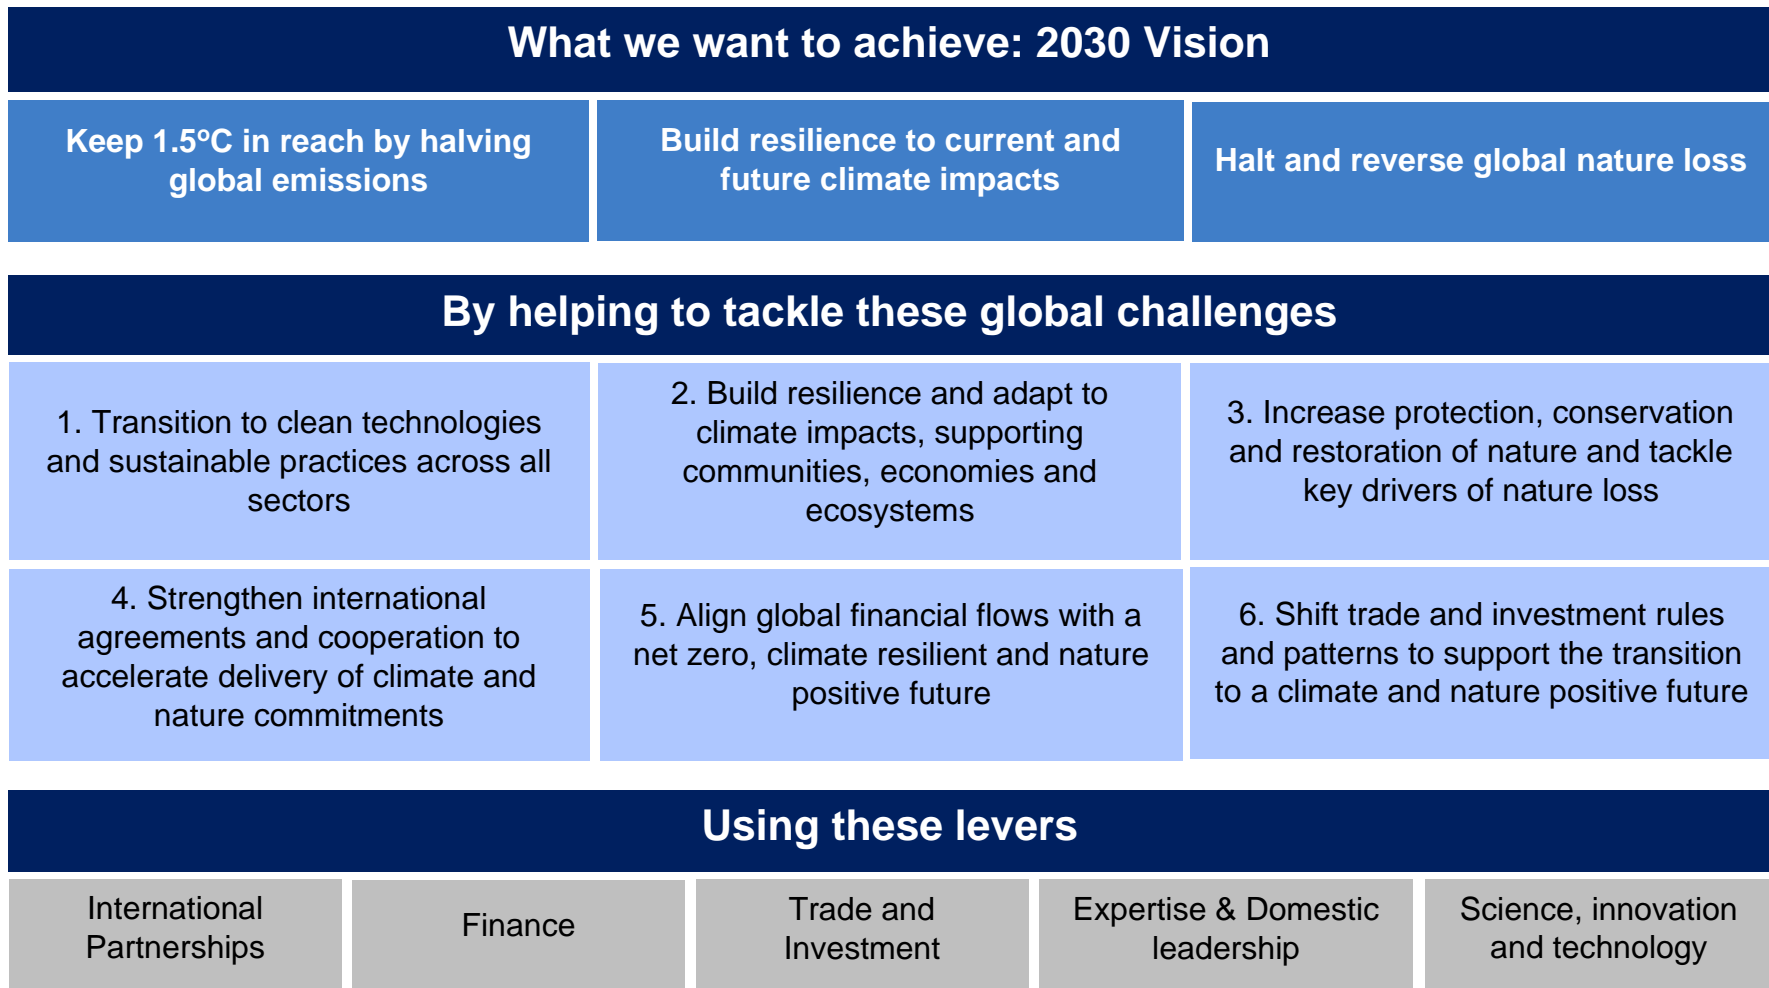 What we want to achieve: 2030 Vision
Keep 1.5ºC in reach by halving
global emissions
Build resilience to current and
future climate impacts
Halt and reverse global nature loss
By helping to tackle these global challenges
1. Transition to clean technologies
and sustainable practices across all
sectors
2. Build resilience and adapt to
climate impacts, supporting
communities, economies and
ecosystems
3. Increase protection, conservation
and restoration of nature and tackle
key drivers of nature loss
4. Strengthen international
agreements and cooperation to
accelerate delivery of climate and
nature commitments
5. Align global financial flows with a
net zero, climate resilient and nature
positive future
6. Shift trade and investment rules
and patterns to support the transition
to a climate and nature positive future
Using these levers
International
Partnerships
Finance
Trade and
Investment
Expertise & Domestic
leadership
Science, innovation
and technology